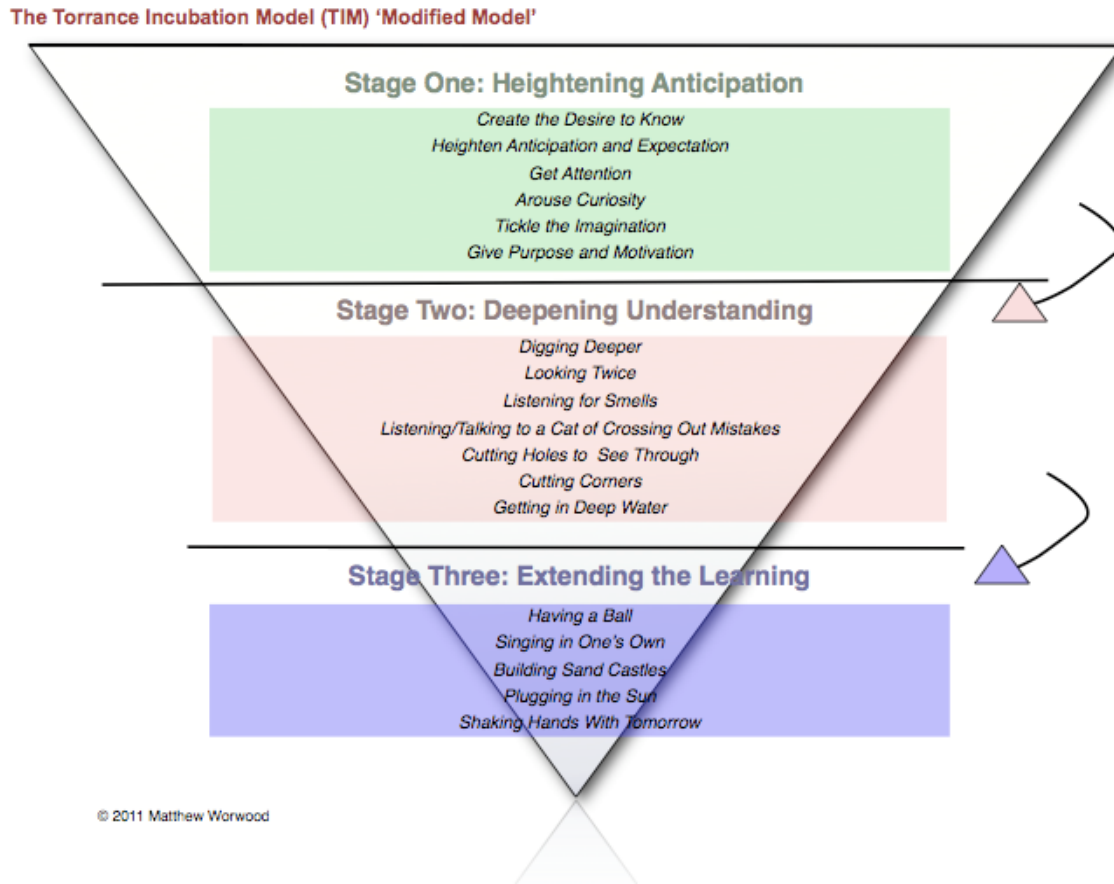 The Torrance Incubation Model (TIM) ‘Modified Model’
Stage One: Heightening Anticipation
Create the Desire to Know
Heighten Anticipation and Expectation
Get Attention
Arouse Curiosity
Tickle the Imagination
Give Purpose and Motivation
Stage Two: Deepening Understanding
Digging Deeper
Looking Twice
Listening for Smells
Listening/Talking to a Cat of Crossing Out Mistakes
Cutting Holes to See Through
Cutting Corners
Getting in Deep Water
Stage Three: Extending the Learning
Having a Ball
Singing in One’s Own
Building Sand Castles
Plugging in the Sun
Shaking Hands With Tomorrow
© 2011 Matthew Worwood